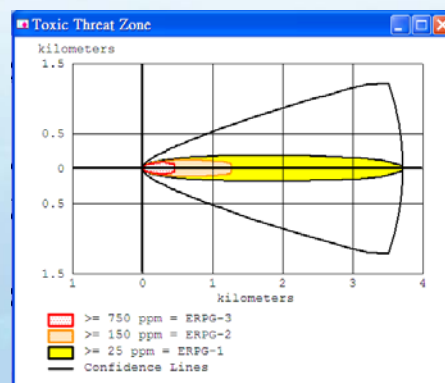 Toxic Threat Zone
kilometers
1.5
0.5
0
0.5
1.5
1 0 1 2 3 4
kilometers
>= 750 ppm = ERPG-3
>= 150 ppm = ERPG-2
>= 25 ppm = ERPG-1
Confidence Lines